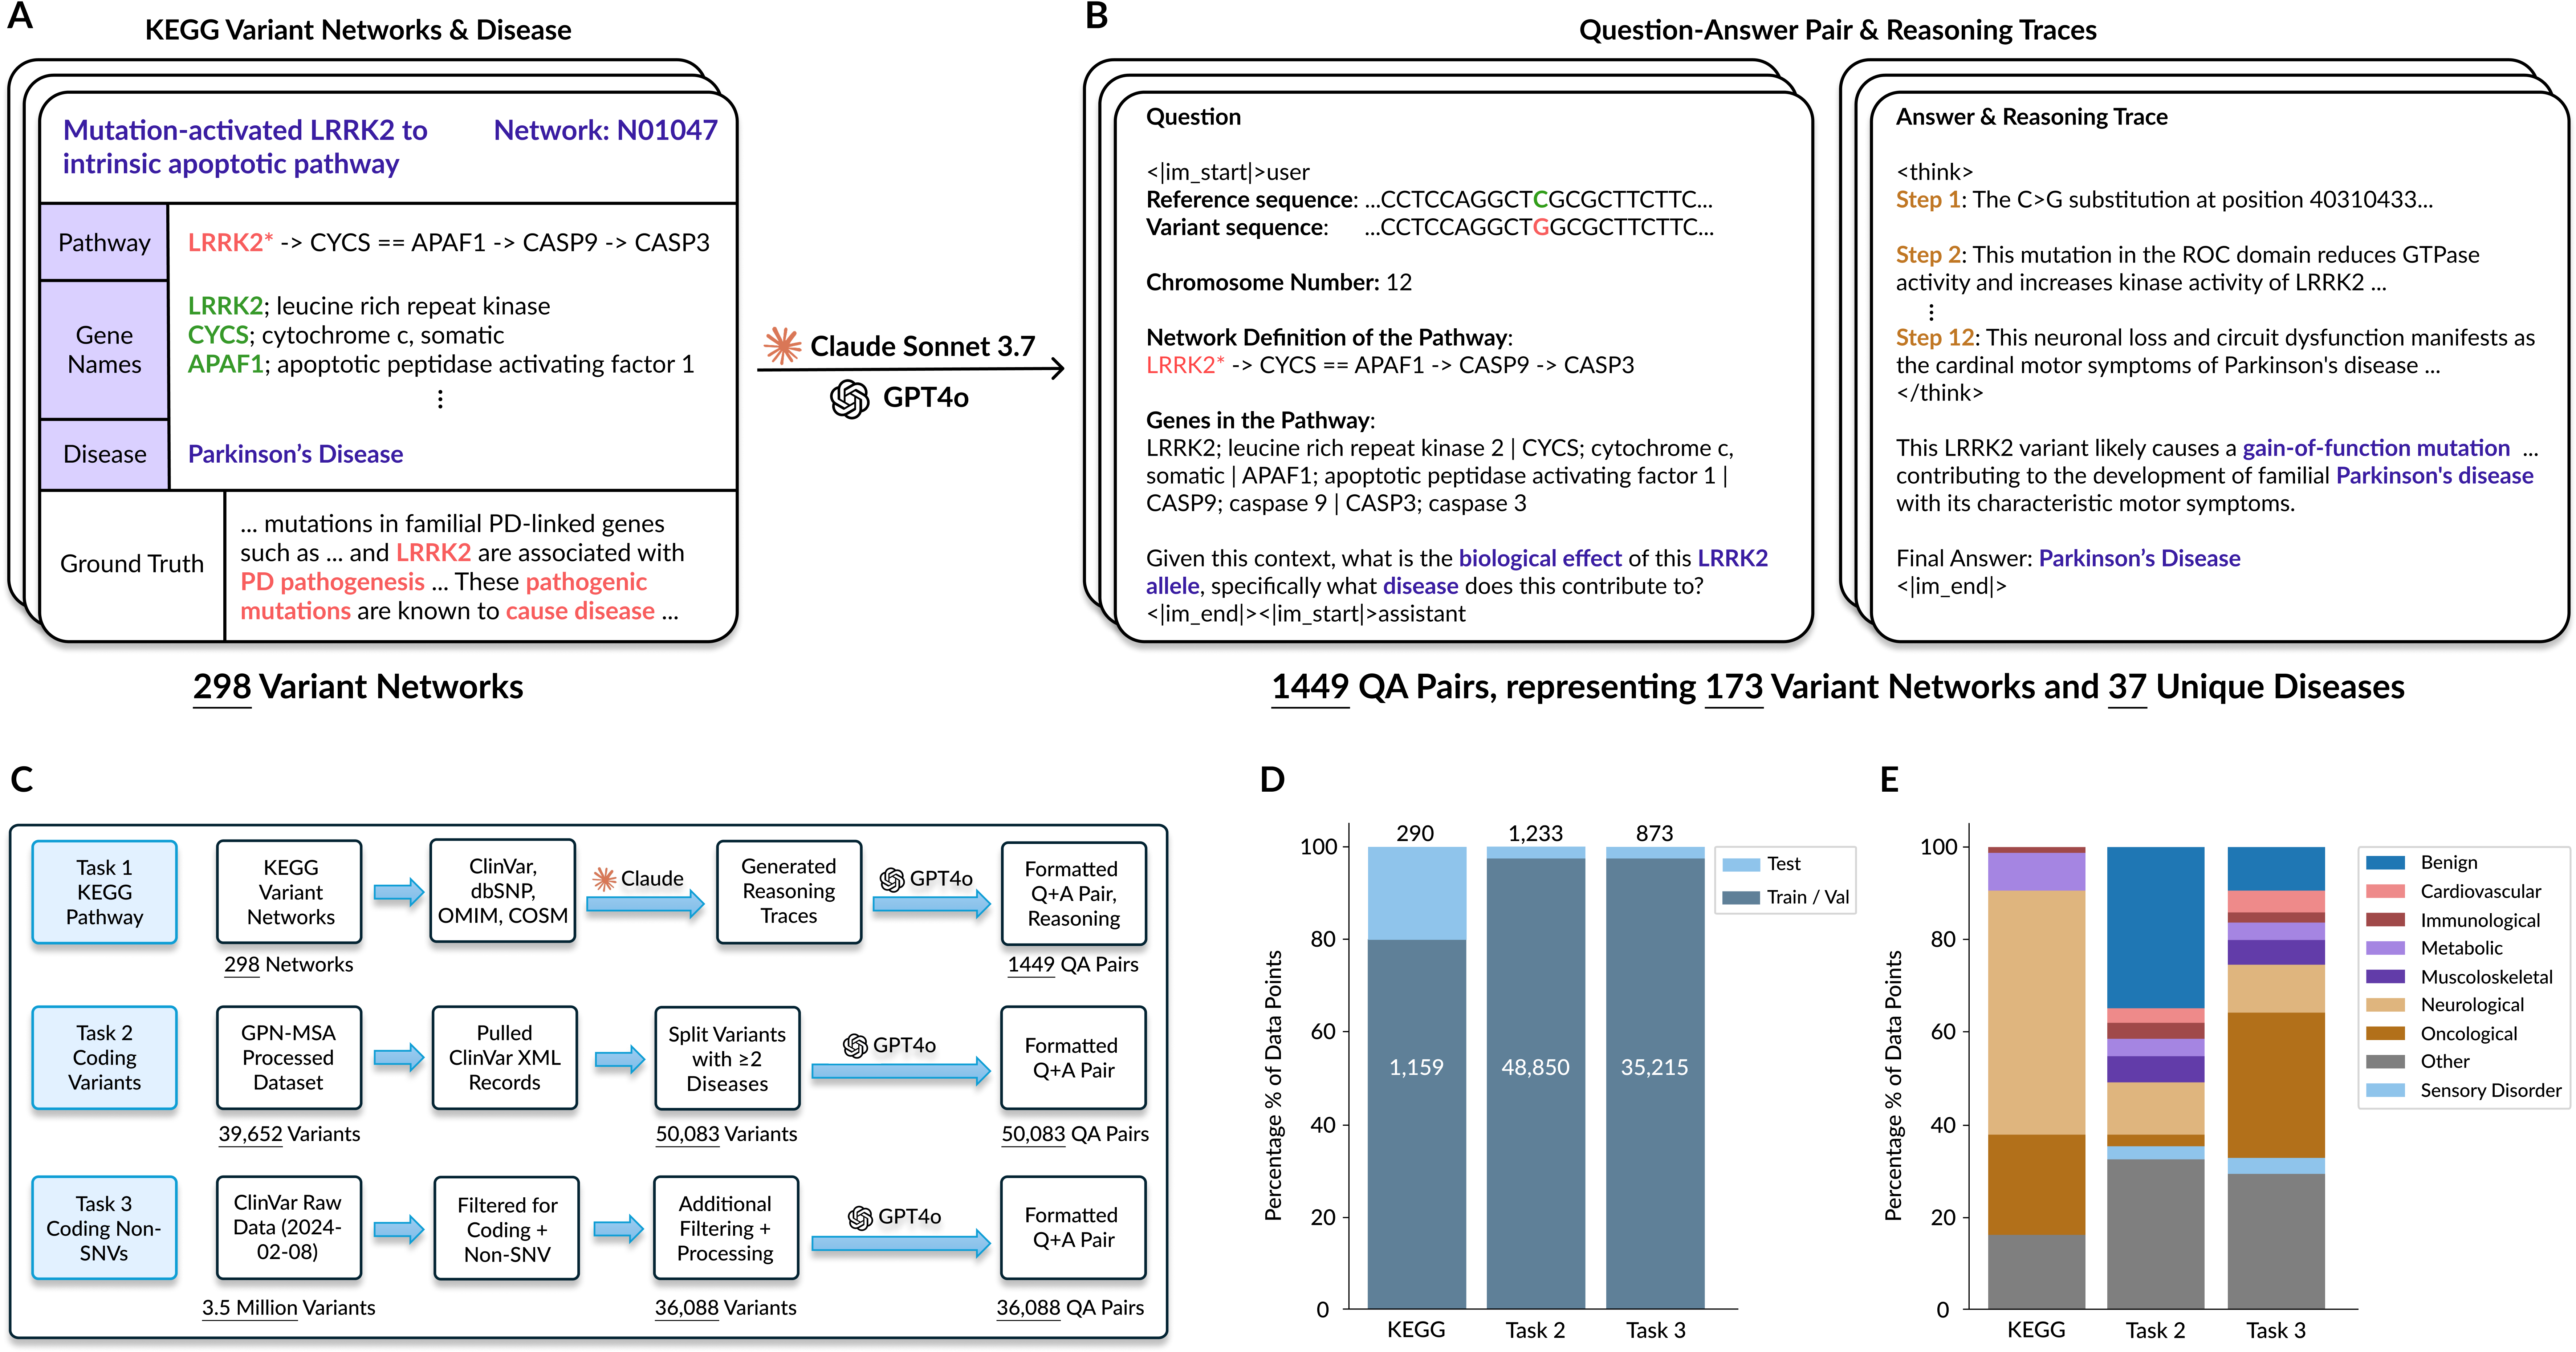 A
KEGG Variant Networks & Disease
Mutation-activated LRRK2 to
intrinsic apoptotic pathway
Network: N01047
Pathway
LRRK2* -> CYCS == APAF1 -> CASP9 -> CASP3
Gene
Names
LRRK2; leucine rich repeat kinase
CYCS; cytochrome c, somatic
APAF1; apoptotic peptidase activating factor 1
⋮
Disease
Parkinson’s Disease
Ground Truth
... mutations in familial PD-linked genes
such as ... and LRRK2 are associated with
PD pathogenesis ... These pathogenic
mutations are known to cause disease ...
298 Variant Networks
Claude Sonnet 3.7
GPT4o
B
Question-Answer Pair & Reasoning Traces
Question
<|im_start|>user
Reference sequence: ...CCTCCAGGCTCGCGCTTCTTC...
Variant sequence: ...CCTCCAGGCTGGCGCTTCTTC...
Chromosome Number: 12
Network Definition of the Pathway:
LRRK2* -> CYCS == APAF1 -> CASP9 -> CASP3
Genes in the Pathway:
LRRK2; leucine rich repeat kinase 2 | CYCS; cytochrome c,
somatic | APAF1; apoptotic peptidase activating factor 1 |
CASP9; caspase 9 | CASP3; caspase 3
Given this context, what is the biological effect of this LRRK2
allele, specifically what disease does this contribute to?
<|im_end|><|im_start|>assistant
Answer & Reasoning Trace
<think>
Step 1: The C>G substitution at position 40310433...
Step 2: This mutation in the ROC domain reduces GTPase
activity and increases kinase activity of LRRK2 ...
⋮
Step 12: This neuronal loss and circuit dysfunction manifests as
the cardinal motor symptoms of Parkinson's disease ...
</think>
This LRRK2 variant likely causes a gain-of-function mutation ...
contributing to the development of familial Parkinson's disease
with its characteristic motor symptoms.
Final Answer: Parkinson’s Disease
<|im_end|>
1449 QA Pairs, representing 173 Variant Networks and 37 Unique Diseases
C
Task 1
KEGG
Pathway
KEGG
Variant
Networks
298 Networks
ClinVar,
dbSNP,
OMIM, COSM
Claude
Generated
Reasoning
Traces
GPT4o
Formatted
Q+A Pair,
Reasoning
1449 QA Pairs
Task 2
Coding
Variants
GPN-MSA
Processed
Dataset
39,652 Variants
Pulled
ClinVar XML
Records
Split Variants
with ≥2
Diseases
50,083 Variants
GPT4o
Formatted
Q+A Pair
50,083 QA Pairs
Task 3
Coding Non-
SNVs
ClinVar Raw
Data (2024-
02-08)
3.5 Million Variants
Filtered for
Coding +
Non-SNV
Additional
Filtering +
Processing
36,088 Variants
GPT4o
Formatted
Q+A Pair
36,088 QA Pairs
D
Percentage % of Data Points
100
80
60
40
20
0
290
1,233
873
1,159
48,850
35,215
KEGG
Task 2
Task 3
Test
Train / Val
E
Percentage % of Data Points
100
80
60
40
20
0
KEGG
Task 2
Task 3
Benign
Cardiovascular
Immunological
Metabolic
Muscoloskeletal
Neurological
Oncological
Other
Sensory Disorder